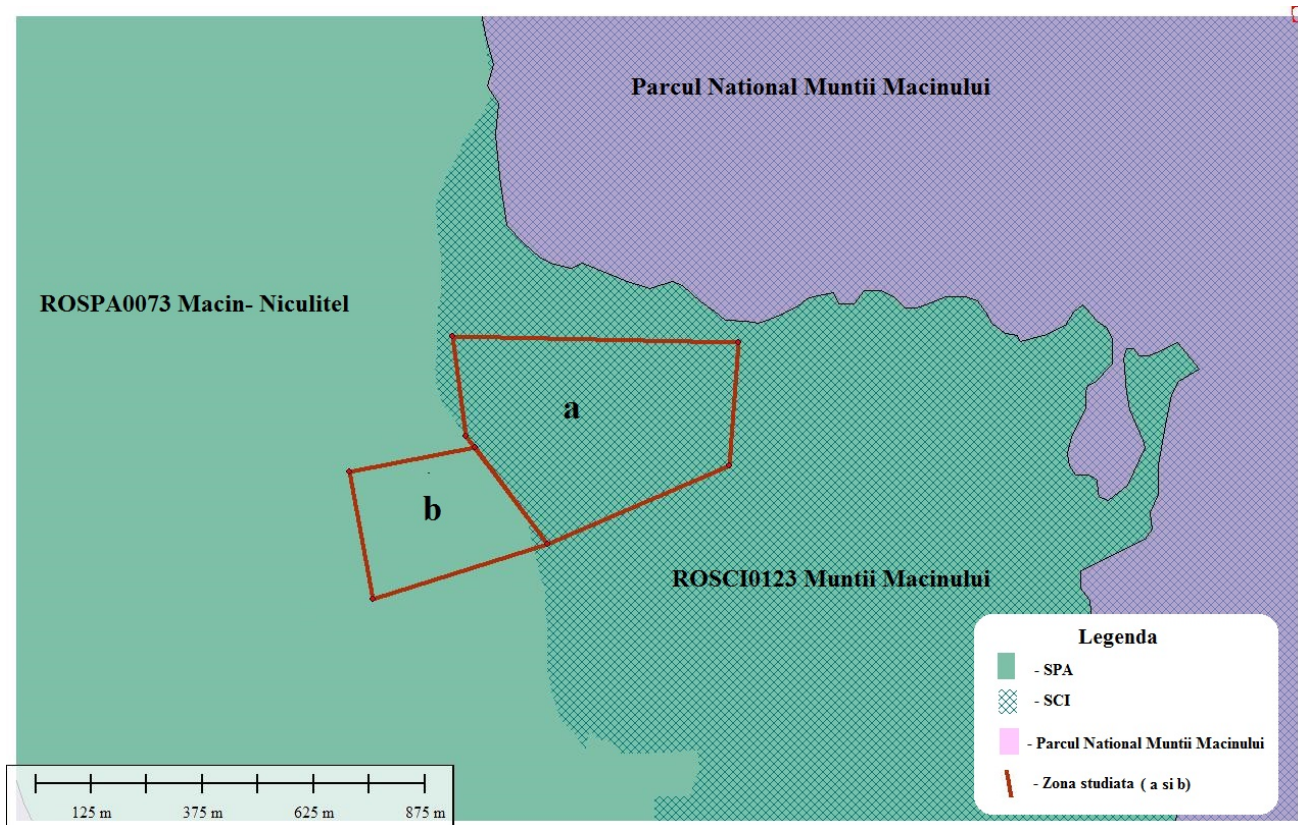 Parcul National Muntii Macinului
ROSPA0073 Macin- Niculitel
a
b
ROSCI0123 Muntii Macinului
Legenda
- SPA
- SCI
- Parcul National Muntii Macinului
- Zona studiata ( a si b)
125 m 375 m 625 m 875 m